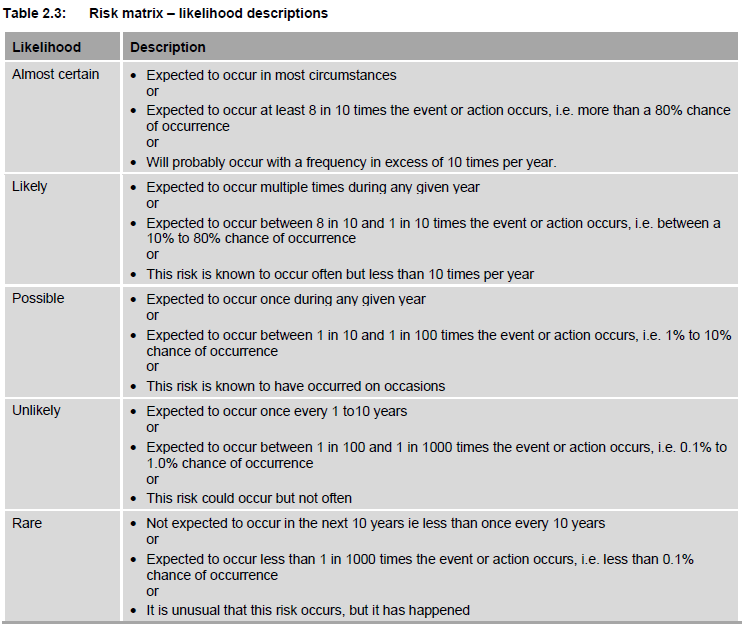 Table 2.3: Risk matrix – likelihood descriptions
Likelihood Description
Almost certain • Expected to occur in most circumstances
or
• Expected to occur at least 8 in 10 times the event or action occurs, i.e. more than a 80% chance
of occurrence
or
• Will probably occur with a frequency in excess of 10 times per year.
Likely • Expected to occur multiple times during any given year
or
• Expected to occur between 8 in 10 and 1 in 10 times the event or action occurs, i.e. between a
10% to 80% chance of occurrence
or
• This risk is known to occur often but less than 10 times per year
Possible • Expected to occur once during any given year
or
• Expected to occur between 1 in 10 and 1 in 100 times the event or action occurs, i.e. 1% to 10%
chance of occurrence
or
• This risk is known to have occurred on occasions
Unlikely • Expected to occur once every 1 to10 years
or
• Expected to occur between 1 in 100 and 1 in 1000 times the event or action occurs, i.e. 0.1% to
1.0% chance of occurrence
or
• This risk could occur but not often
Rare • Not expected to occur in the next 10 years ie less than once every 10 years
or
• Expected to occur less than 1 in 1000 times the event or action occurs, i.e. less than 0.1%
chance of occurrence
or
• It is unusual that this risk occurs, but it has happened